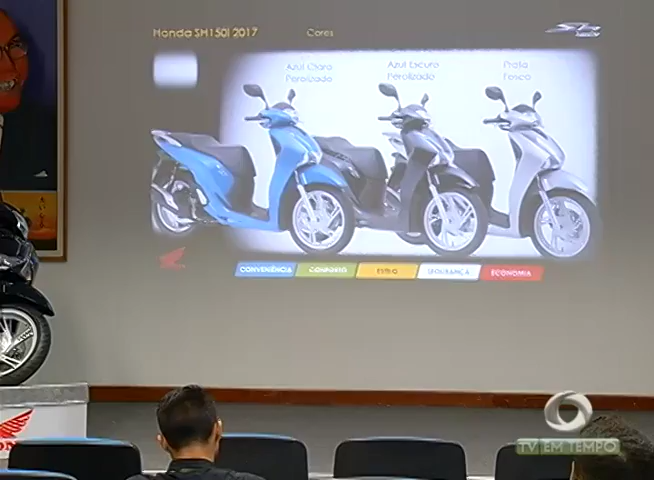 Honda SH150i 2017
Cores
Azul Claro
Perolizado
Azul Escuro
Perolizado
Prata
Fosco
CONVENIÊNCIA
CONFORTO
ESTILO
SEGURANÇA
ECONOMIA
TV EM TEMPO